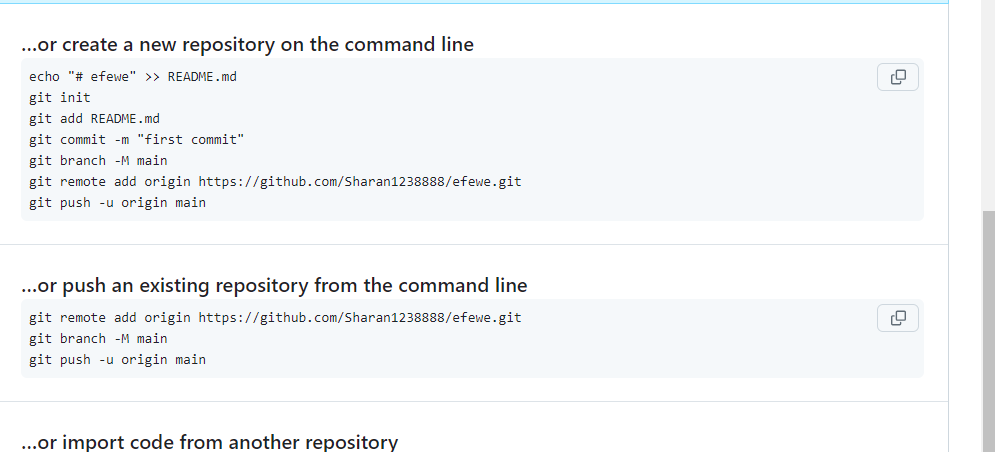 ...or create a new repository on the command line
echo "# efewe" >> README.md
git init
git add README.md
git commit -m "first commit"
git branch -M main
git remote add origin https://github.com/Sharan1238888/efewe.git
git push -u origin main
...or push an existing repository from the command line
git remote add origin https://github.com/Sharan1238888/efewe.git
git branch -M main
git push -u origin main
...or import code from another repository